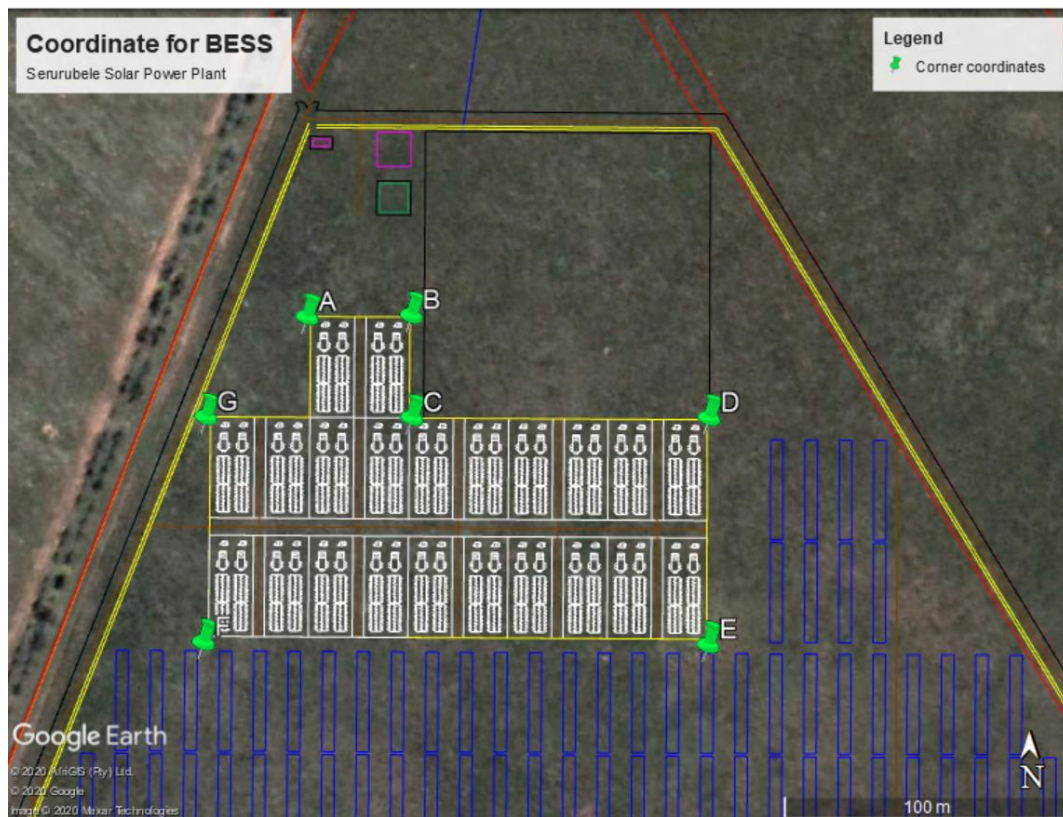 Coordinate for BESS
Serurubele Solar Power Plant
Legend
Corner coordinates
A
B
G
C
D
F
E
Google Earth
© 2020 AfriGIS (Pty) Ltd.
© 2020 Google
Image © 2020 Maxar Technologies
N
100 m